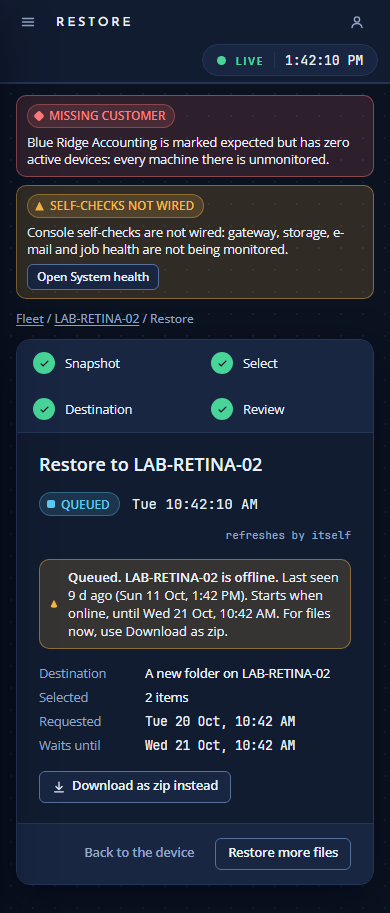 RESTORE
LIVE 1:42:10 PM
MISSING CUSTOMER
Blue Ridge Accounting is marked expected but has zero
active devices: every machine there is unmonitored.
SELF-CHECKS NOT WIRED
Console self-checks are not wired: gateway, storage, e-
mail and job health are not being monitored.
Open System health
Fleet / LAB-RETINA-02 / Restore
Snapshot
Select
Destination
Review
Restore to LAB-RETINA-02
QUEUED Tue 10:42:10 AM
refreshes by itself
Queued. LAB-RETINA-02 is offline. Last seen
9 d ago (Sun 11 Oct, 1:42 PM). Starts when
online, until Wed 21 Oct, 10:42 AM. For files
now, use Download as zip.
Destination A new folder on LAB-RETINA-02
Selected 2 items
Requested Tue 20 Oct, 10:42 AM
Waits until Wed 21 Oct, 10:42 AM
Download as zip instead
Back to the device
Restore more files